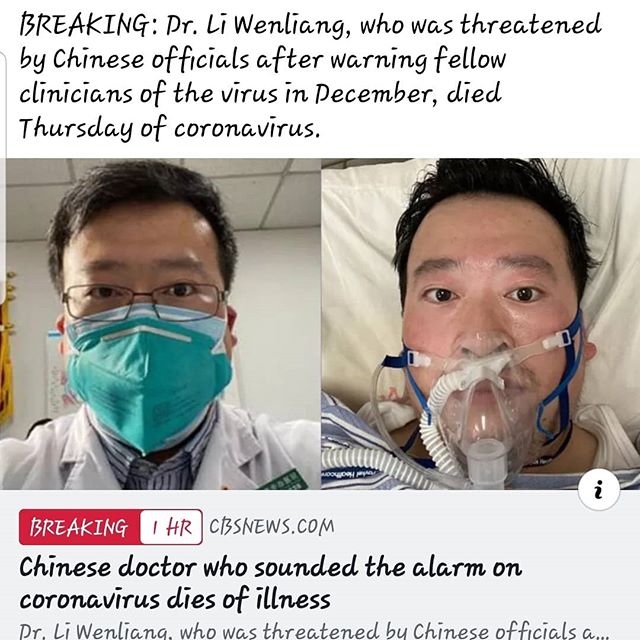 BREAKING: Dr. Li Wenliang, who was threatened
by Chinese officials after warning fellow
clinicians of the virus in December, died
Thursday of coronavirus.
i
BREAKING 1 HR CBSNEWS.COM
Chinese doctor who sounded the alarm on
coronavirus dies of illness
Dr. Li Wenliang, who was threatened by Chinese officials a...